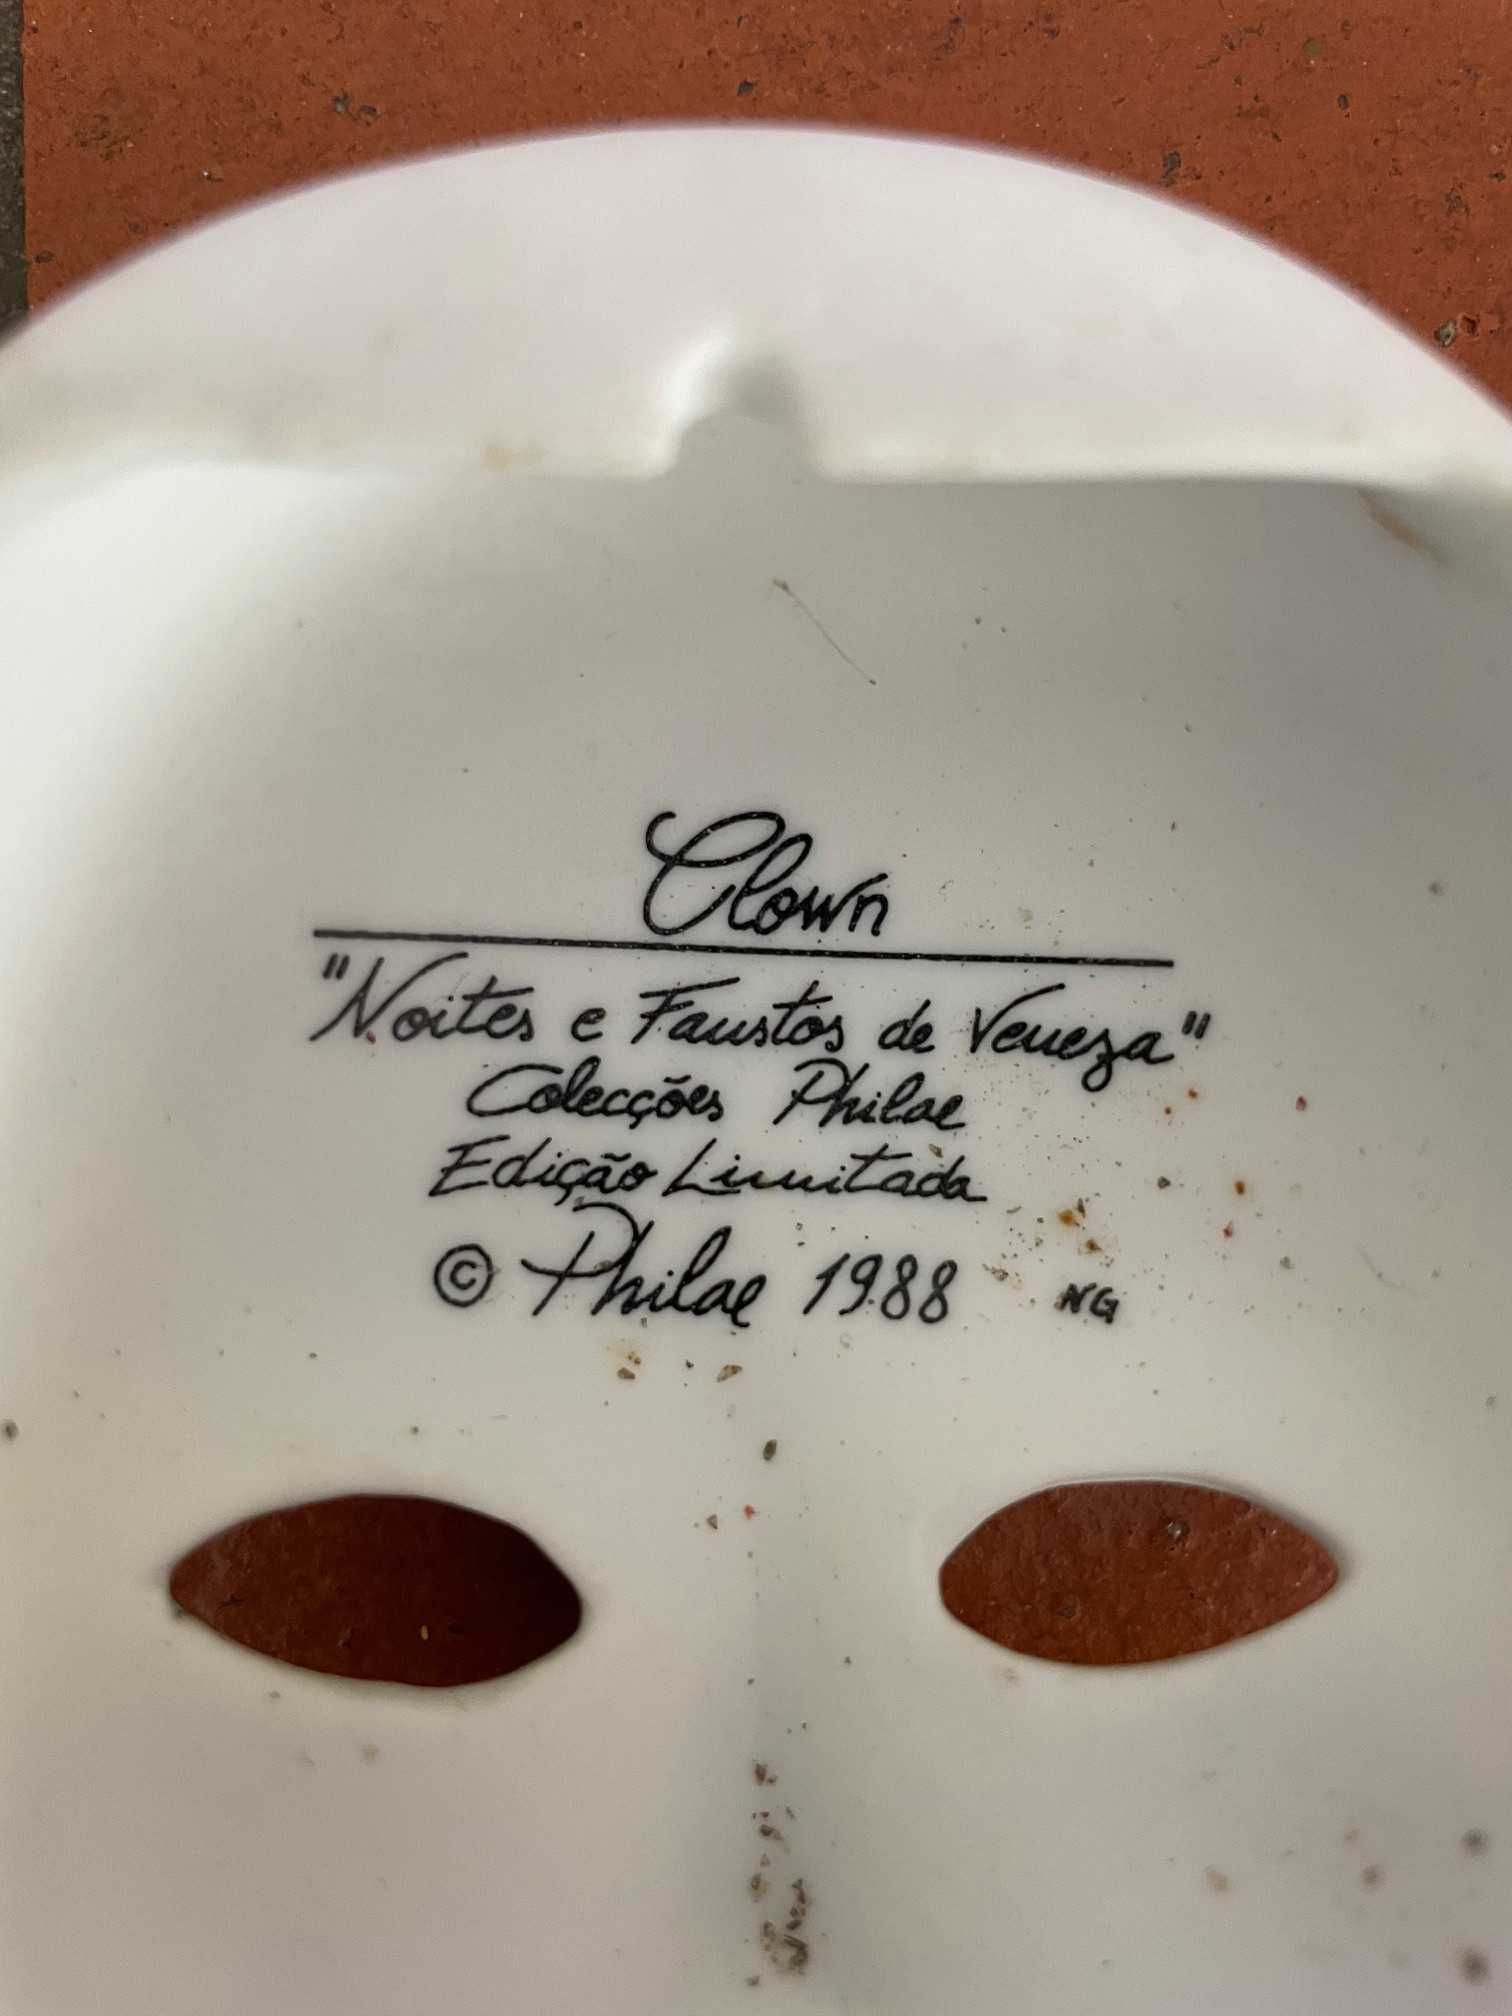 Clown
"Noites e Faustos de Veneza"
Colecções Philae
Edição Limitada
© Philae 1988 NG